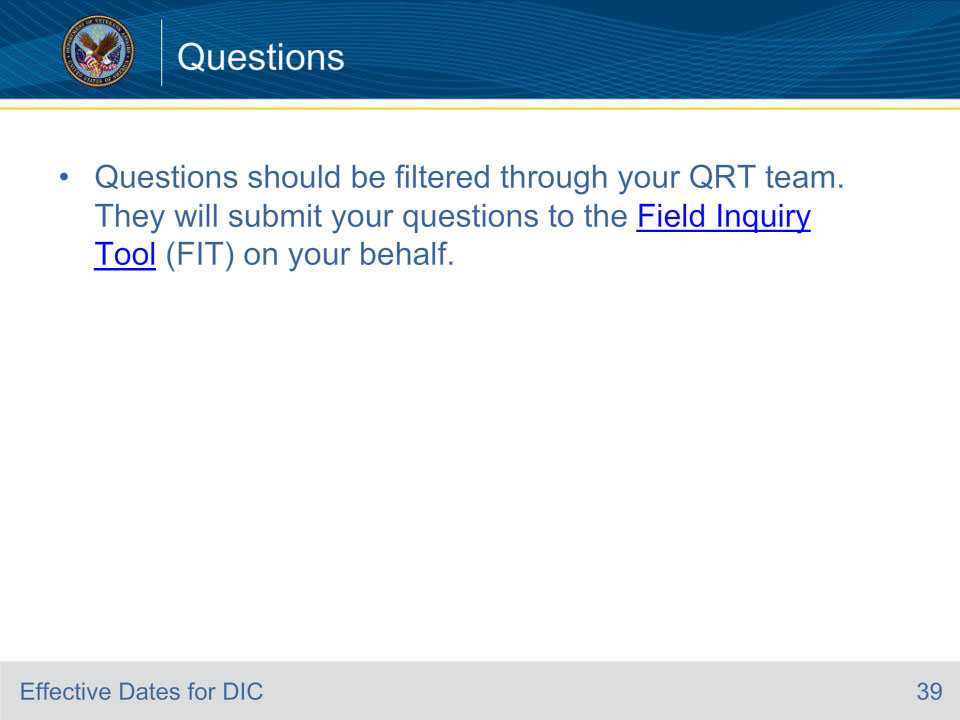 Questions
• Questions should be filtered through your QRT team.
They will submit your questions to the Field Inquiry
Tool (FIT) on your behalf.
Effective Dates for DIC
39